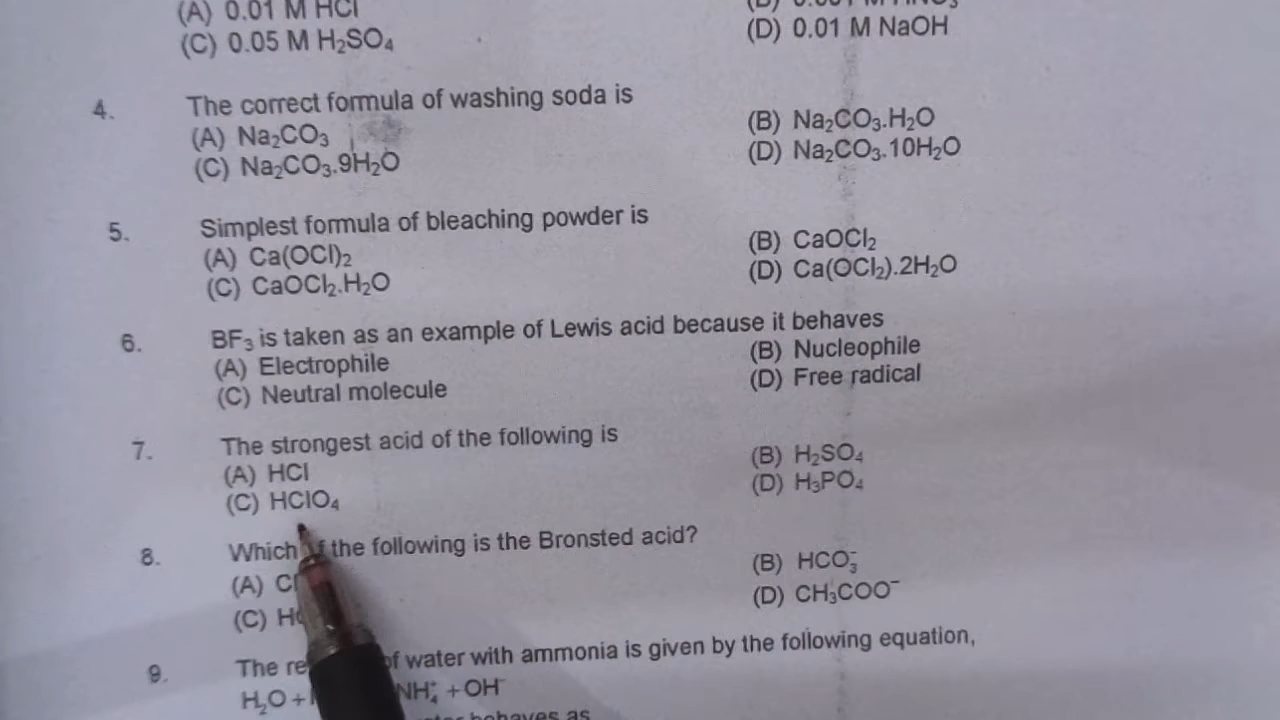 (A) 0.01 M HCl
(C) 0.05 M H₂SO₄
(D) 0.01 M NaOH
4. The correct formula of washing soda is
(A) Na₂CO₃
(B) Na₂CO₃.H₂O
(C) Na₂CO₃.9H₂O
(D) Na₂CO₃.10H₂O
5. Simplest formula of bleaching powder is
(A) Ca(OCl)₂
(B) CaOCl₂
(C) CaOCl₂.H₂O
(D) Ca(OCl₂).2H₂O
6. BF₃ is taken as an example of Lewis acid because it behaves
(A) Electrophile
(B) Nucleophile
(C) Neutral molecule
(D) Free radical
7. The strongest acid of the following is
(A) HCl
(B) H₂SO₄
(C) HClO₄
(D) H₃PO₄
8. Which of the following is the Bronsted acid?
(A)
(B) HCO₃⁻
(C)
(D) CH₃COO⁻
9. The of water with ammonia is given by the following equation,
H₂O + NH₄⁺ + OH⁻
behaves as